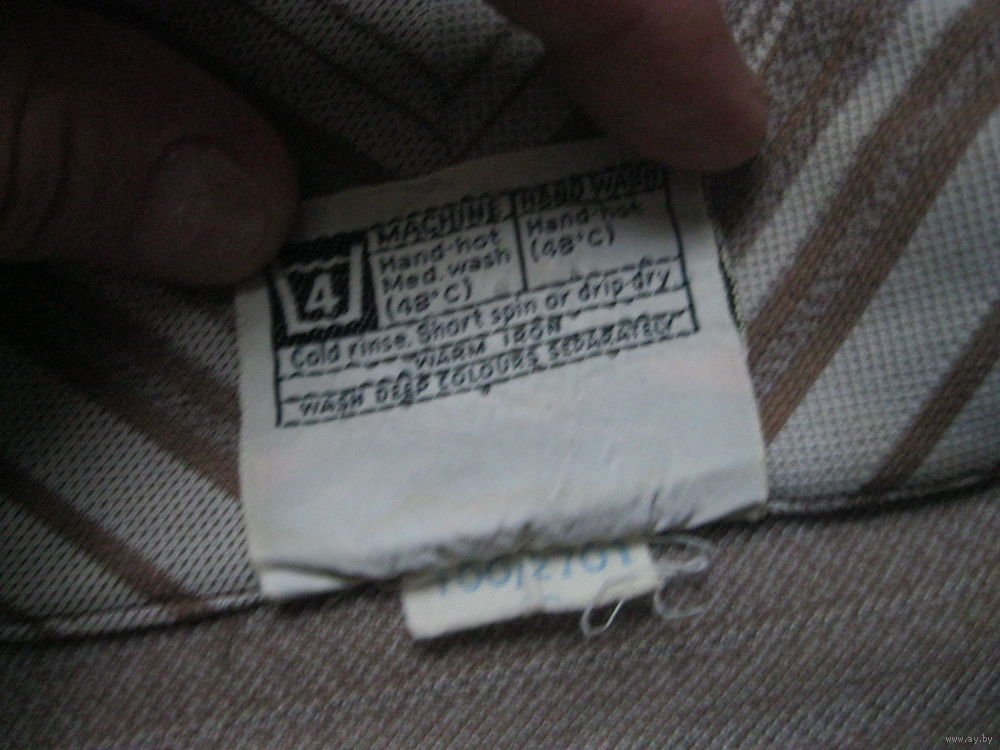 MACHINE HAND WASH
4 Hand-hot Hand-hot
Med. wash (48°C)
(48°C)
Cold rinse. Short spin or drip-dry
WARM IRON
WASH DEEP COLOURS SEPARATELY
www.ay.by